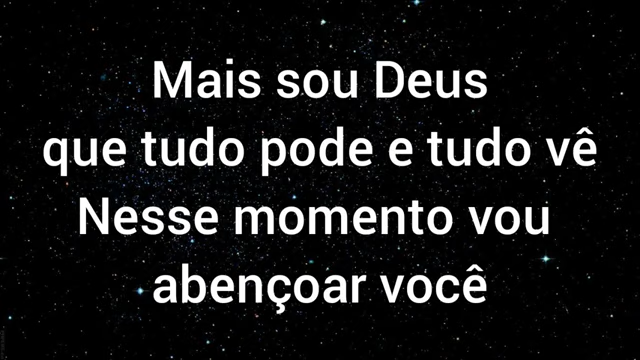 Mais sou Deus
que tudo pode e tudo vê
Nesse momento vou
abençoar você